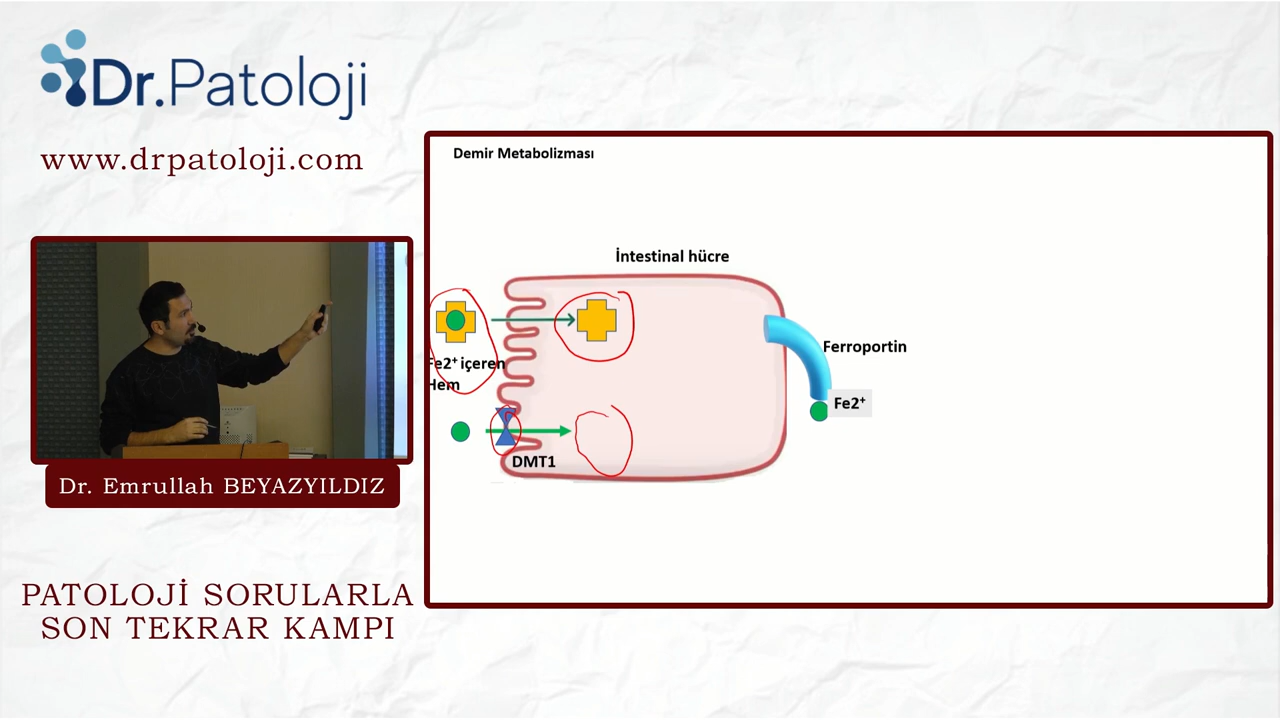 Dr.Patoloji
www.drpatoloji.com
Demir Metabolizması
İntestinal hücre
Fe2+ içeren
Hem
DMT1
Ferroportin
Fe2+
Dr. Emrullah BEYAZYILDIZ
PATOLOJİ SORULARLA
SON TEKRAR KAMPI